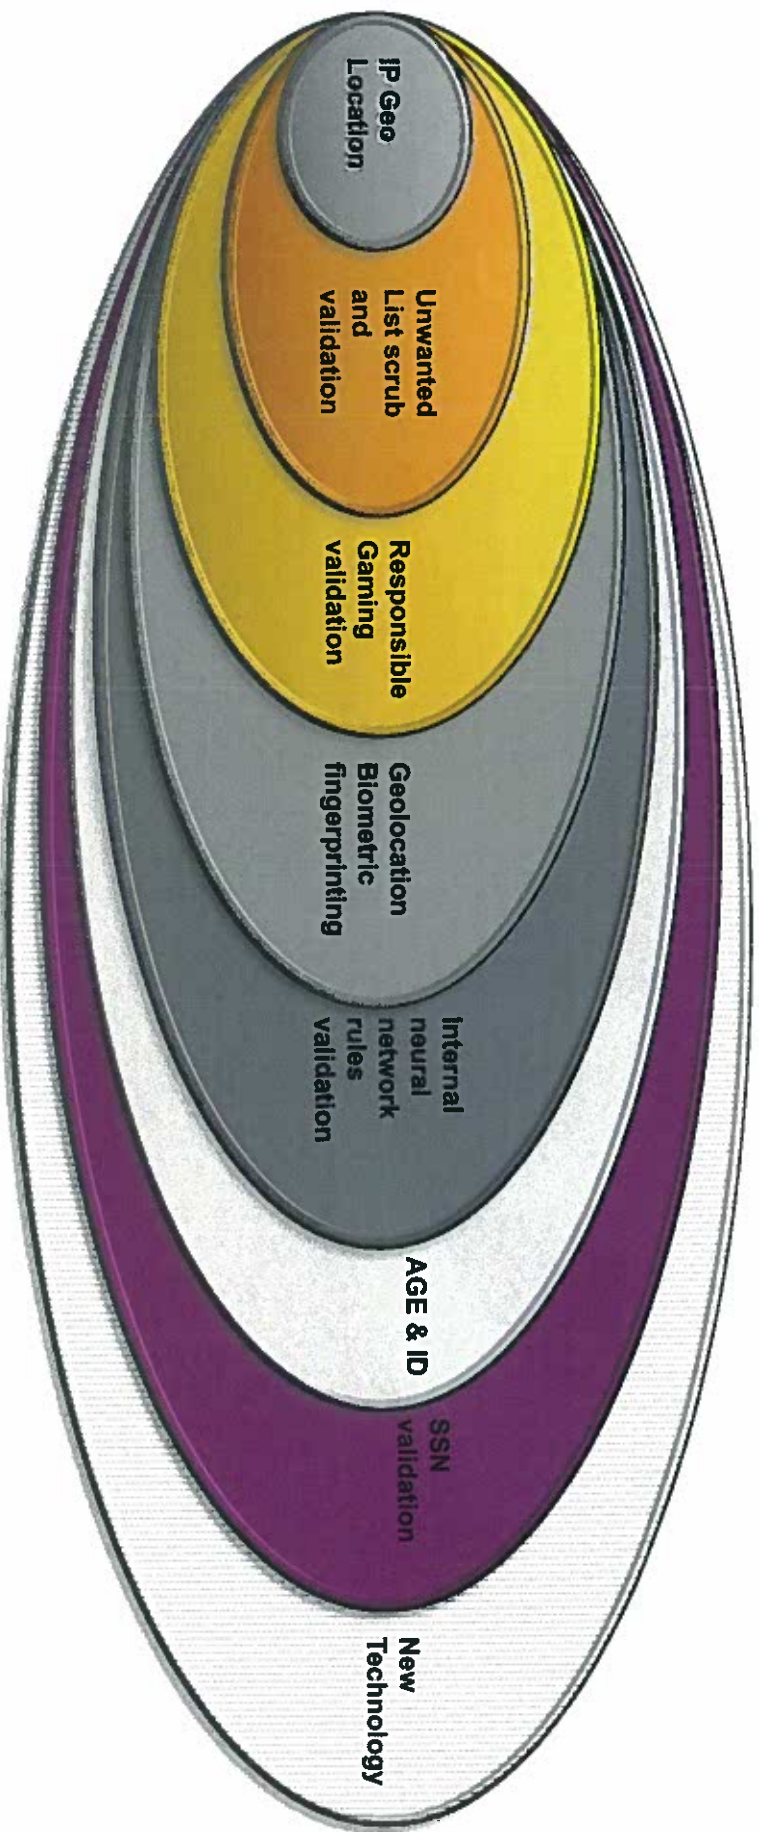 IP Geo
Location
Unwanted
List scrub
and
validation
Responsible
Gaming
validation
Geolocation
Biometric
fingerprinting
Internal
neural
network
rules
validation
AGE & ID
SSN
validation
New
Technology